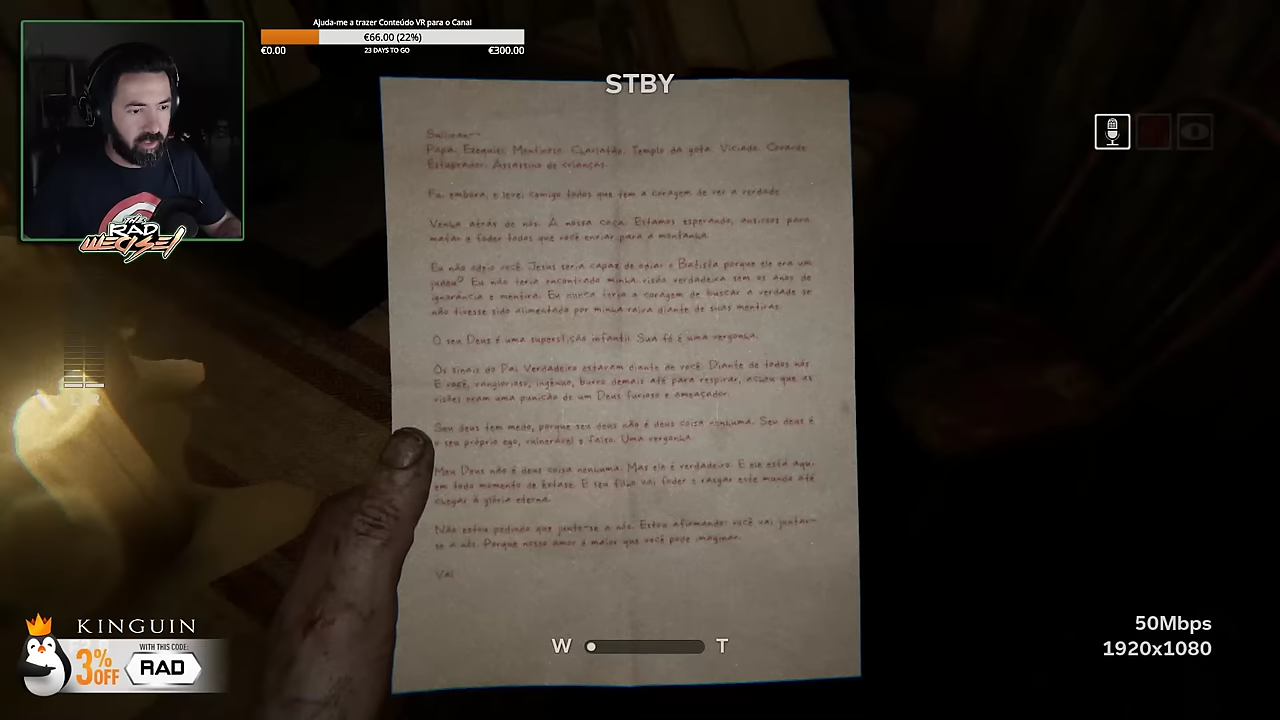 Ajuda-me a trazer Conteúdo VR para o Canal
€66.00 (22%)
€0.00 23 DAYS TO GO €300.00
STBY
Sullivan--
Papa. Ezequiel. Mentiroso. Charlatão. Templo da gota. Viciado. Covarde
Estuprador. Assassino de crianças.
Fui embora, e levei comigo todos que têm a coragem de ver a verdade
Venha atrás de nós. A nossa caça. Estamos esperando, ansiosos para
matar e foder todos que você enviar para a montanha.
Eu não odeio você. Jesus seria capaz de odiar o Batista porque ele era um
judeu? Eu não teria encontrado minha visão verdadeira sem os anos de
ignorância e mentira. Eu nunca teria a coragem de buscar a verdade se
não tivesse sido alimentado por minha raiva diante de suas mentiras.
O seu Deus é uma superstição infantil. Sua fé é uma vergonha.
Os sinais do Pai Verdadeiro estavam diante de você. Diante de todos nós.
E você, vanglorioso, ingênuo, burro demais até para respirar, achou que as
visões eram uma punição de um Deus furioso e ameaçador.
Seu deus tem medo, porque seu deus não é deus coisa nenhuma. Seu deus é
o seu próprio ego, vulnerável e falso. Uma vergonha.
Meu Deus não é deus coisa nenhuma. Mas ele é verdadeiro. E ele está aqui
em todo momento de êxtase. E seu filho vai foder e rasgar este mundo até
chegar à glória eterna.
Não estou pedindo que junte-se a nós. Estou afirmando: você vai juntar-
se a nós. Porque nosso amor é maior que você pode imaginar.
Val
THE
RAD
WECHSEL
KINGUIN
3% OFF
WITH THIS CODE:
RAD
W T
50Mbps
1920x1080